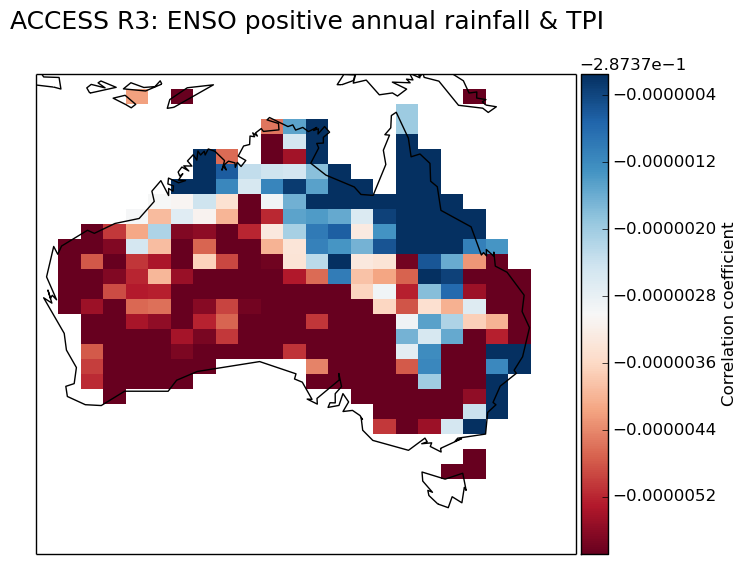 ACCESS R3: ENSO positive annual rainfall & TPI
−2.8737e−1
−0.0000004
−0.0000012
−0.0000020
−0.0000028
−0.0000036
−0.0000044
−0.0000052
Correlation coefficient